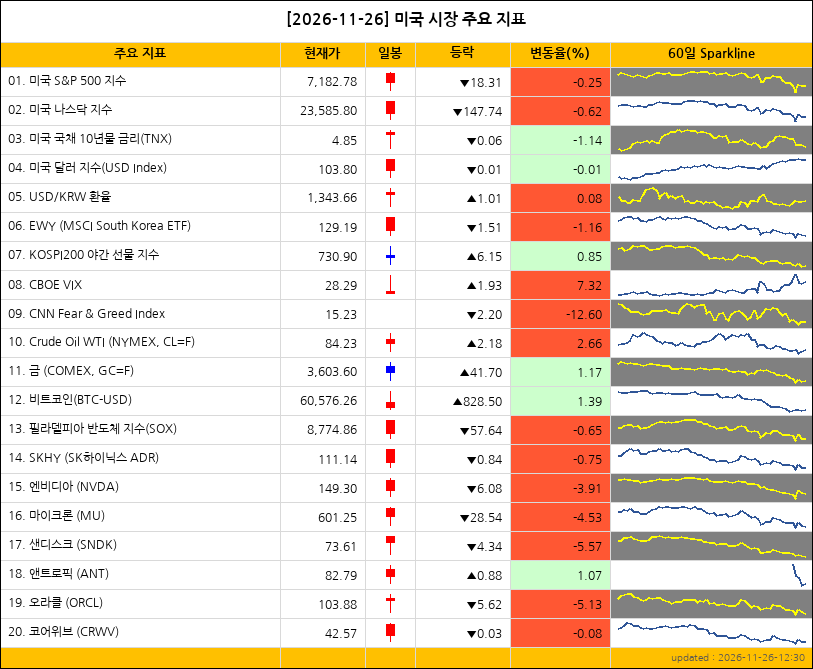 [2026-11-26] 미국 시장 주요 지표
주요 지표 현재가 일봉 등락 변동율(%) 60일 Sparkline
01. 미국 S&P 500 지수 7,182.78 ▼18.31 -0.25
02. 미국 나스닥 지수 23,585.80 ▼147.74 -0.62
03. 미국 국채 10년물 금리(TNX) 4.85 ▼0.06 -1.14
04. 미국 달러 지수(USD Index) 103.80 ▼0.01 -0.01
05. USD/KRW 환율 1,343.66 ▲1.01 0.08
06. EWY (MSCI South Korea ETF) 129.19 ▼1.51 -1.16
07. KOSPI200 야간 선물 지수 730.90 ▲6.15 0.85
08. CBOE VIX 28.29 ▲1.93 7.32
09. CNN Fear & Greed Index 15.23 ▼2.20 -12.60
10. Crude Oil WTI (NYMEX, CL=F) 84.23 ▲2.18 2.66
11. 금 (COMEX, GC=F) 3,603.60 ▲41.70 1.17
12. 비트코인(BTC-USD) 60,576.26 ▲828.50 1.39
13. 필라델피아 반도체 지수(SOX) 8,774.86 ▼57.64 -0.65
14. SKHY (SK하이닉스 ADR) 111.14 ▼0.84 -0.75
15. 엔비디아 (NVDA) 149.30 ▼6.08 -3.91
16. 마이크론 (MU) 601.25 ▼28.54 -4.53
17. 샌디스크 (SNDK) 73.61 ▼4.34 -5.57
18. 앤트로픽 (ANT) 82.79 ▲0.88 1.07
19. 오라클 (ORCL) 103.88 ▼5.62 -5.13
20. 코어위브 (CRWV) 42.57 ▼0.03 -0.08
updated : 2026-11-26-12:30